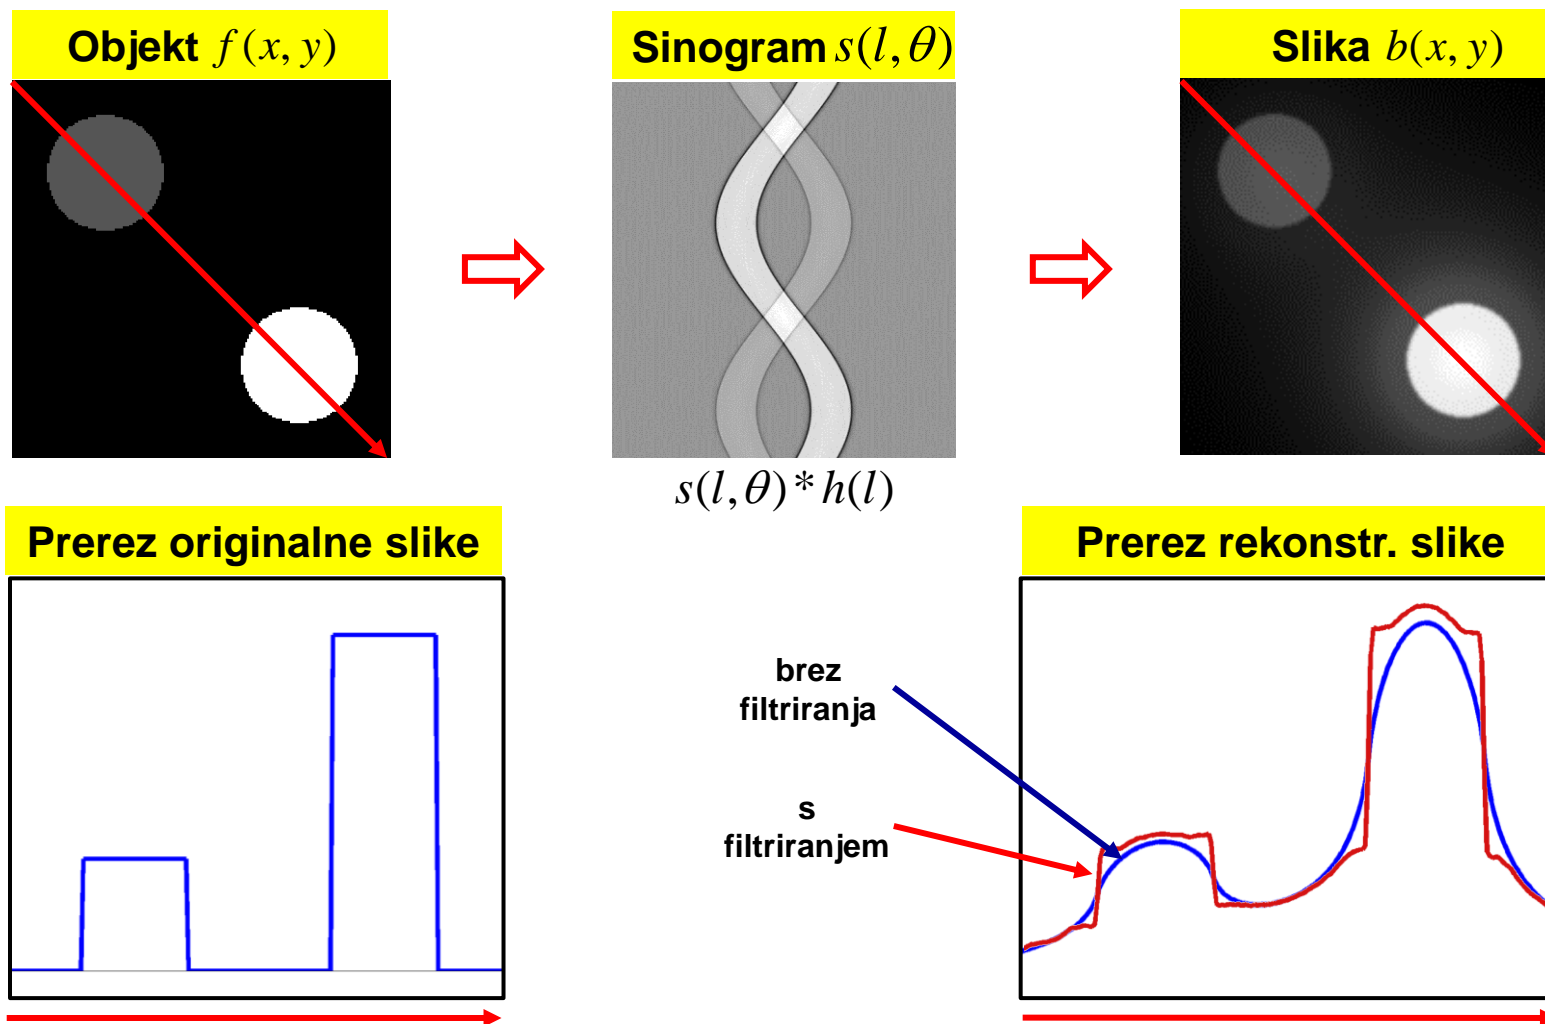 Objekt f(x, y)
Sinogram s(l, θ)
Slika b(x, y)
s(l, θ) * h(l)
Prerez originalne slike
Prerez rekonstr. slike
brez
filtriranja
s
filtriranjem